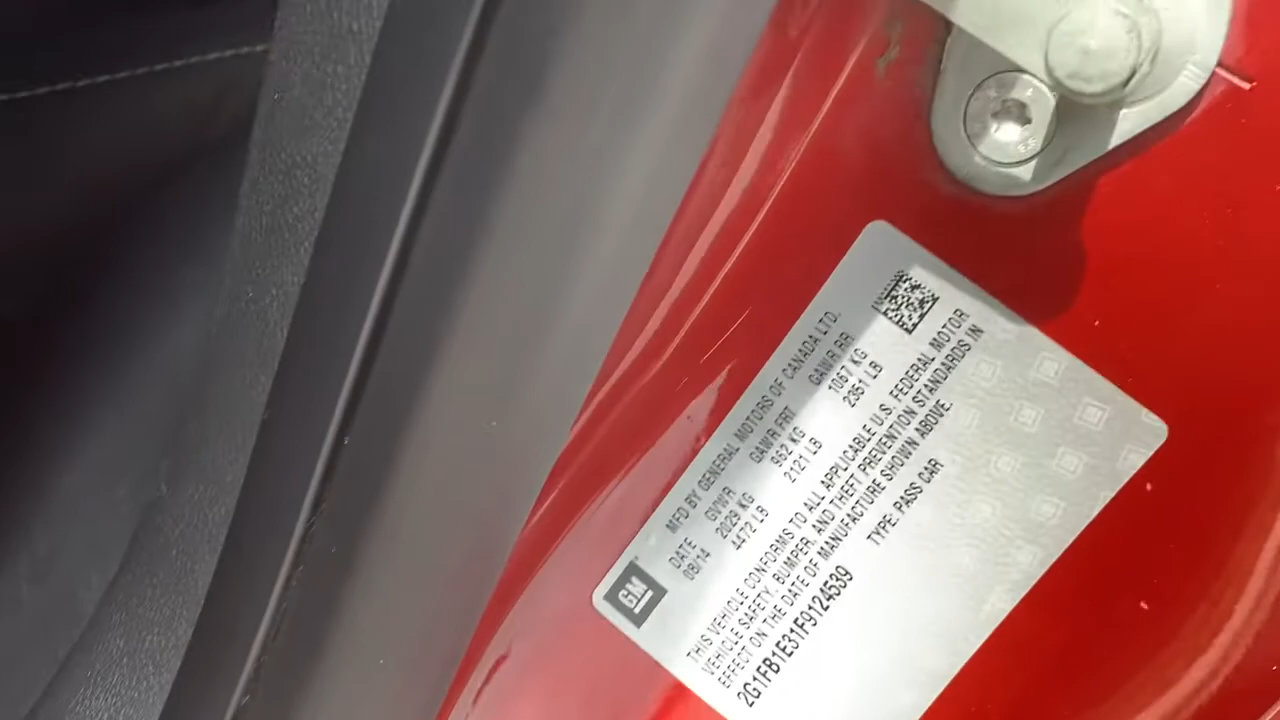 GM
MFD BY GENERAL MOTORS OF CANADA LTD.
DATE GVWR GAWR FRT GAWR RR
08/14 2029 KG 962 KG 1067 KG
4472 LB 2121 LB 2351 LB
THIS VEHICLE CONFORMS TO ALL APPLICABLE U.S. FEDERAL MOTOR
VEHICLE SAFETY, BUMPER, AND THEFT PREVENTION STANDARDS IN
EFFECT ON THE DATE OF MANUFACTURE SHOWN ABOVE.
2G1FB1E31F9124539 TYPE: PASS CAR